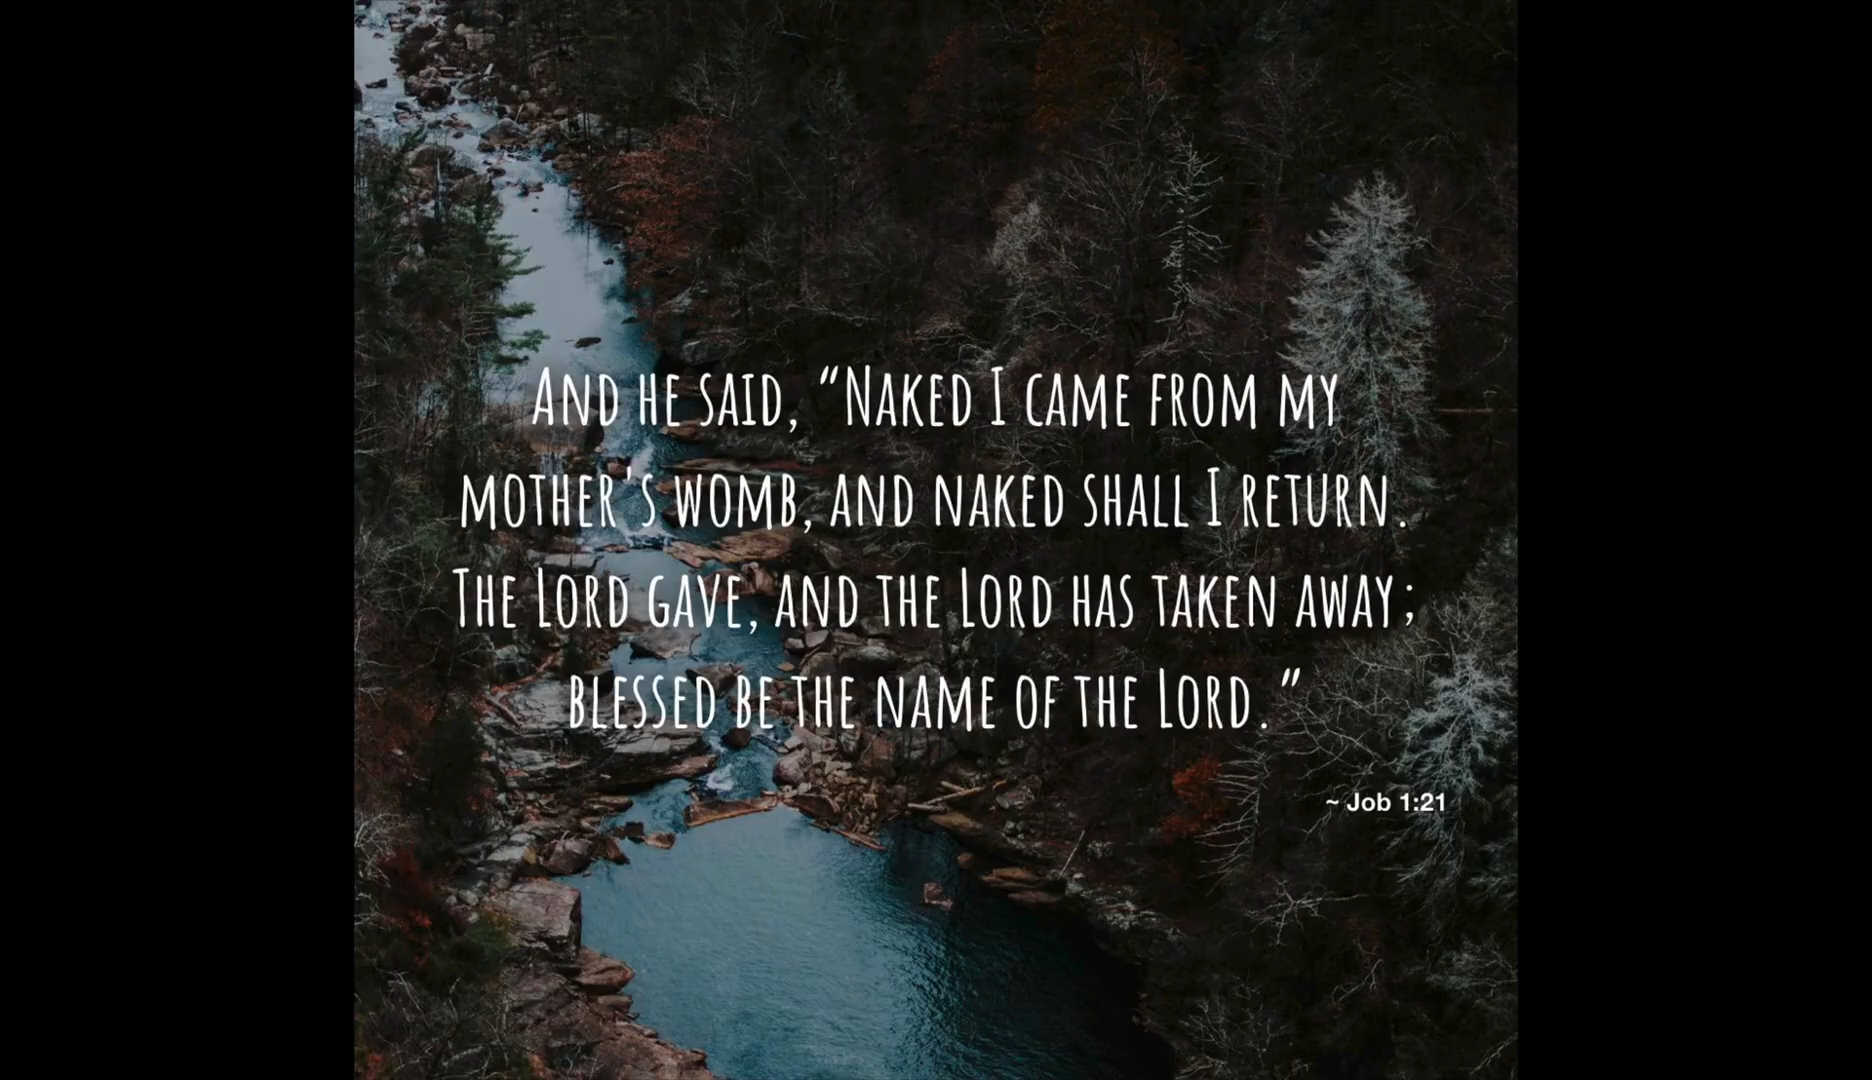 And he said, “Naked I came from my
mother's womb, and naked shall I return.
The Lord gave, and the Lord has taken away;
blessed be the name of the Lord.”
~ Job 1:21